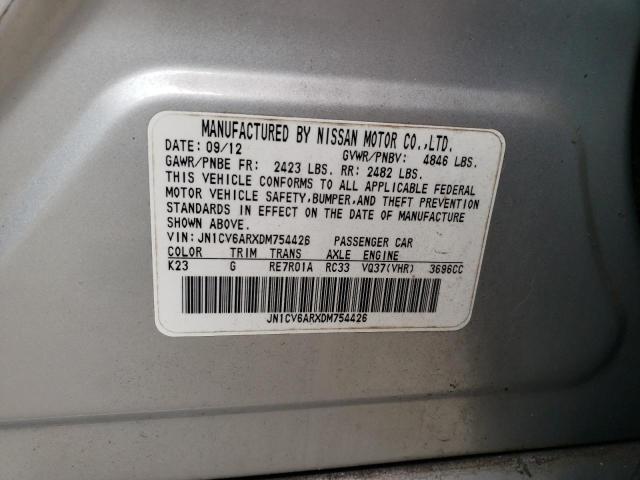 MANUFACTURED BY NISSAN MOTOR CO.,LTD.
DATE: 09/12 GVWR/PNBV: 4846 LBS.
GAWR/PNBE FR: 2423 LBS. RR: 2482 LBS.
THIS VEHICLE CONFORMS TO ALL APPLICABLE FEDERAL
MOTOR VEHICLE SAFETY,BUMPER,AND THEFT PREVENTION
STANDARDS IN EFFECT ON THE DATE OF MANUFACTURE
SHOWN ABOVE.
VIN:JN1CV6ARXDM754426 PASSENGER CAR
COLOR TRIM TRANS AXLE ENGINE
K23 G RE7R01A RC33 VQ37(VHR) 3696CC
JN1CV6ARXDM754426